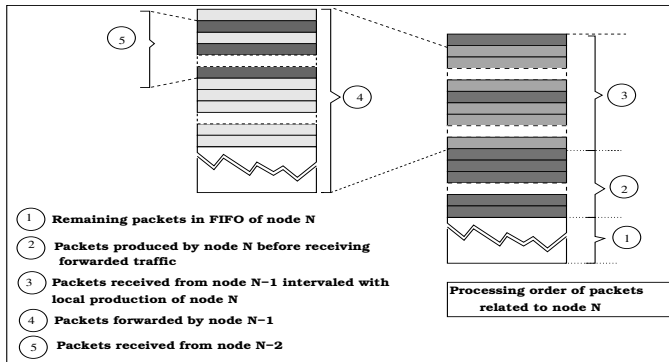 5
4
3
2
1
1 Remaining packets in FIFO of node N
2 Packets produced by node N before receiving
forwarded traffic
3 Packets received from node N−1 intervaled with
local production of node N
4 Packets forwarded by node N−1
5 Packets received from node N−2
Processing order of packets
related to node N